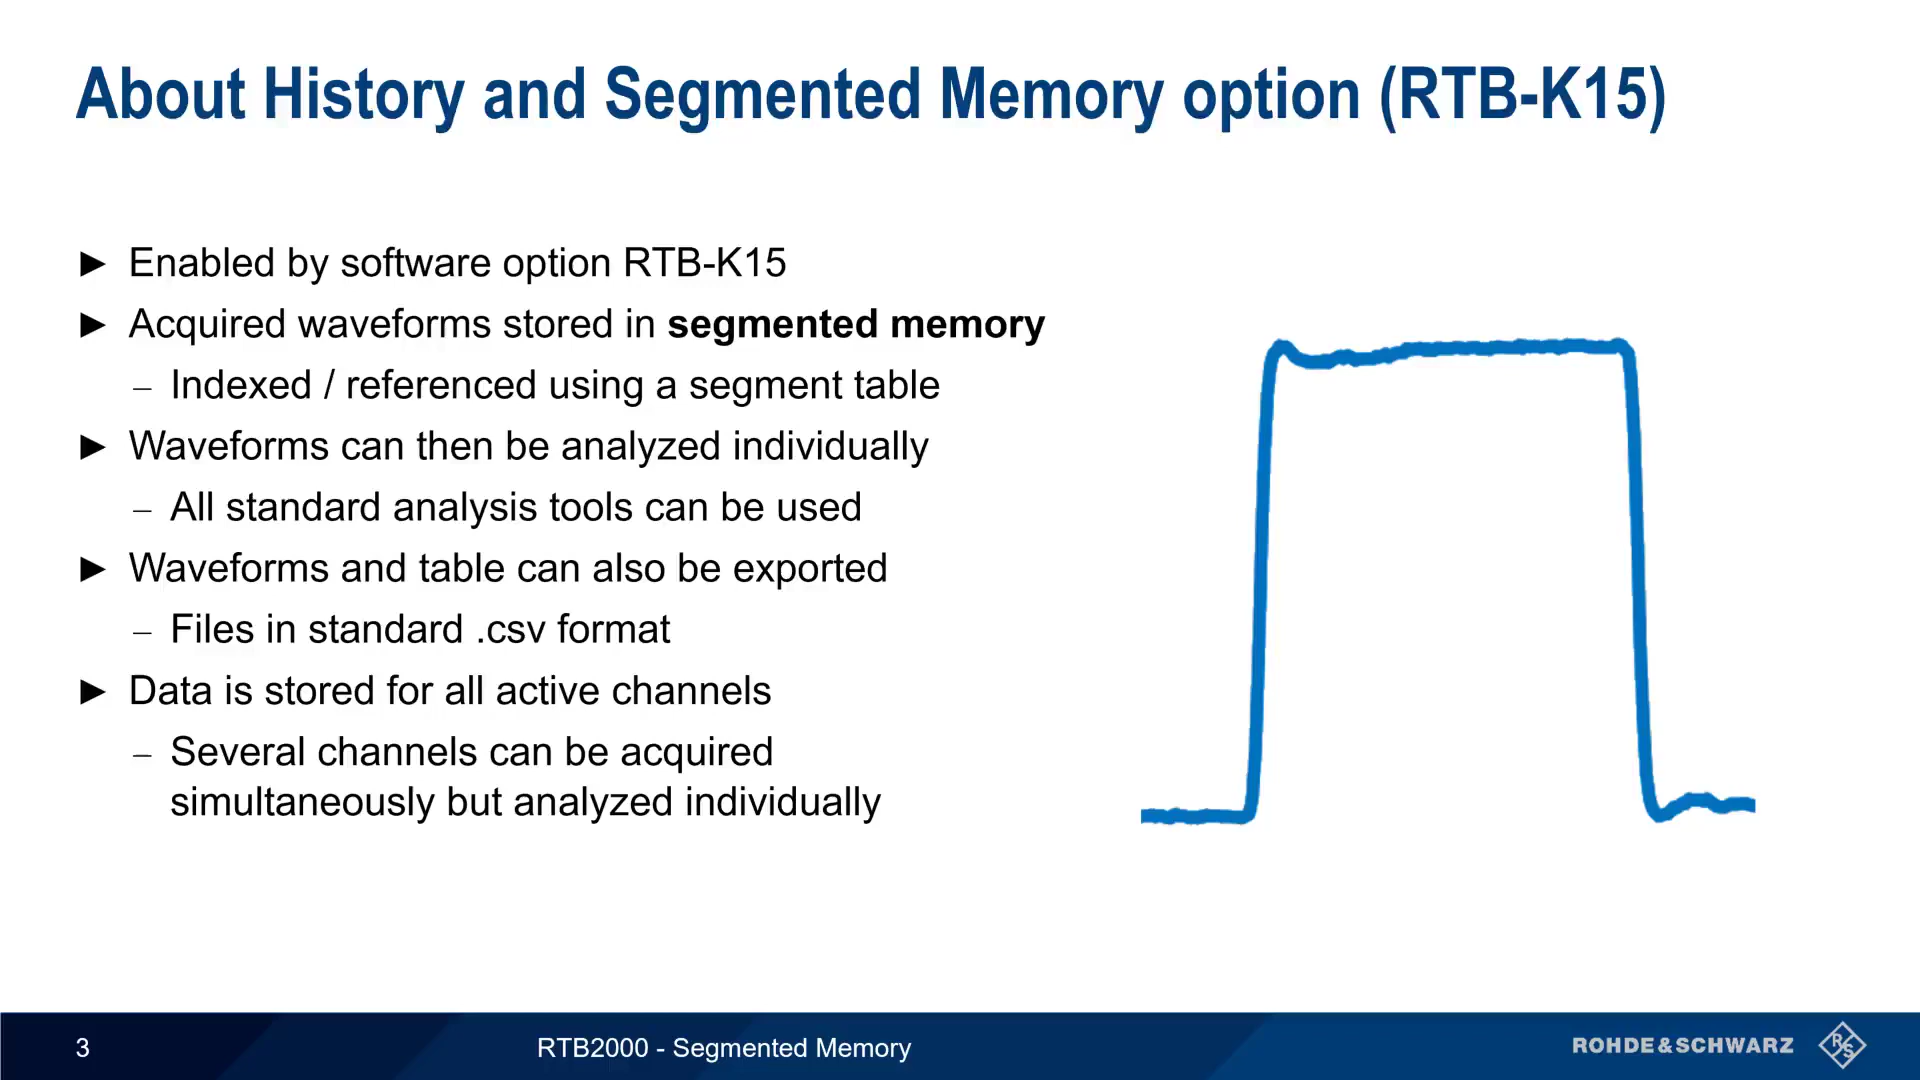 About History and Segmented Memory option (RTB-K15)
► Enabled by software option RTB-K15
► Acquired waveforms stored in segmented memory
– Indexed / referenced using a segment table
► Waveforms can then be analyzed individually
– All standard analysis tools can be used
► Waveforms and table can also be exported
– Files in standard .csv format
► Data is stored for all active channels
– Several channels can be acquired
simultaneously but analyzed individually
3
RTB2000 - Segmented Memory
ROHDE&SCHWARZ
R&S